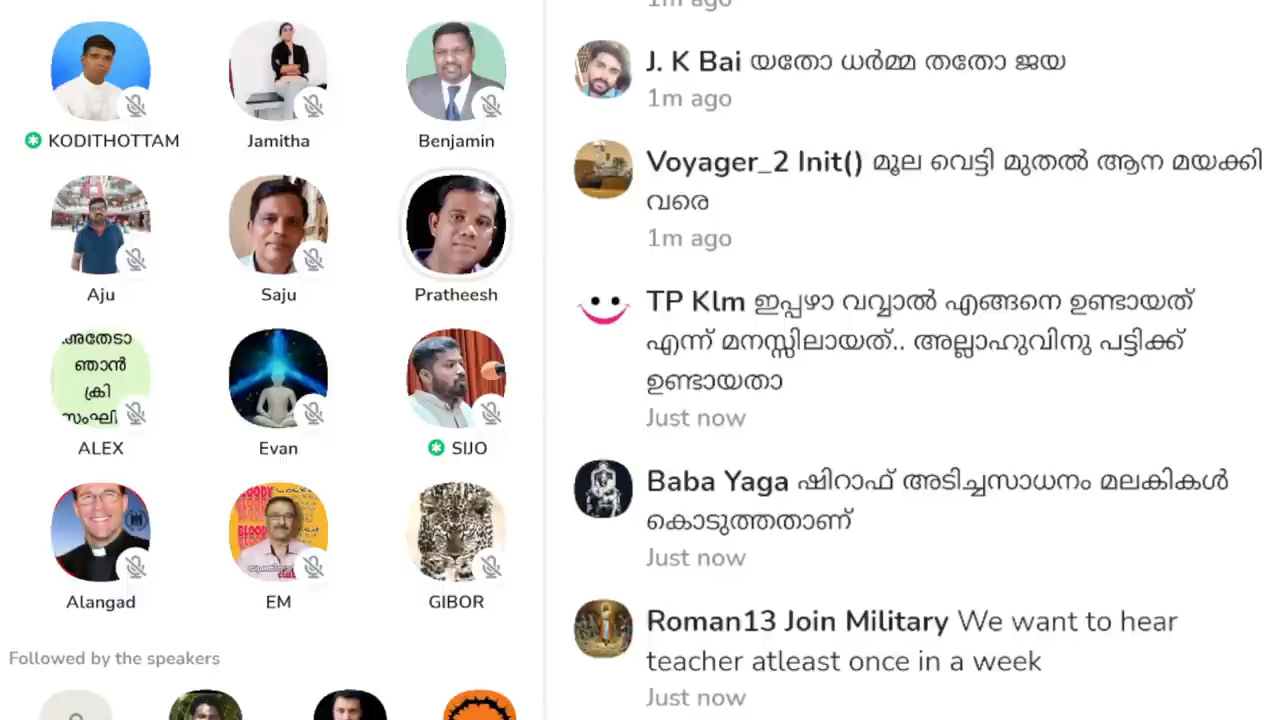 KODITHOTTAM
Jamitha
Benjamin
Aju
Saju
Pratheesh
അതേടാ
ഞാൻ
ക്രി
സംഘി
ALEX
Evan
SIJO
Alangad
EM
GIBOR
Followed by the speakers
1m ago
J. K Bai യതോ ധർമ്മ തതോ ജയ
1m ago
Voyager_2 Init() മൂല വെട്ടി മുതൽ ആന മയക്കി
വരെ
1m ago
TP Klm ഇപ്പഴാ വവ്വാൽ എങ്ങനെ ഉണ്ടായത്
എന്ന് മനസ്സിലായത്.. അല്ലാഹുവിനു പട്ടിക്ക്
ഉണ്ടായതാ
Just now
Baba Yaga ഷിറാഫ് അടിച്ചസാധനം മലകികൾ
കൊടുത്തതാണ്
Just now
Roman13 Join Military We want to hear
teacher atleast once in a week
Just now